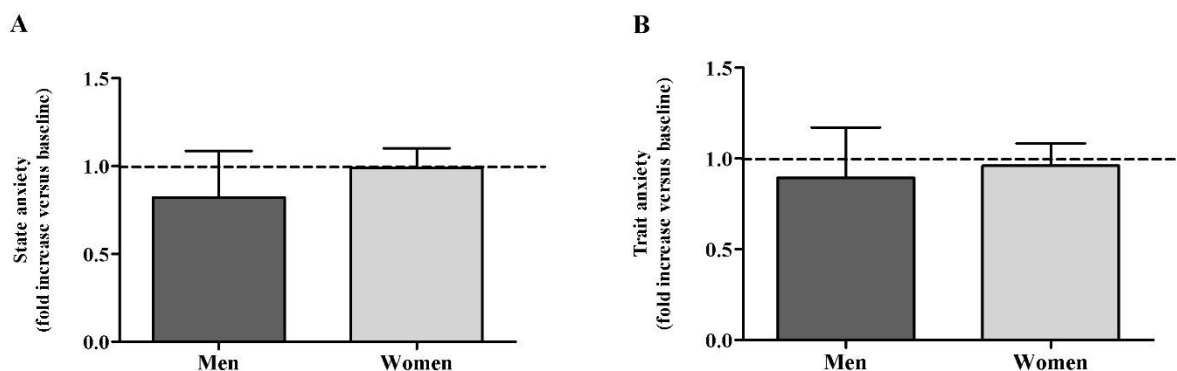 A
State anxiety
(fold increase versus baseline)
1.5
1.0
0.5
0.0
Men
Women
B
Trait anxiety
(fold increase versus baseline)
1.5
1.0
0.5
0.0
Men
Women